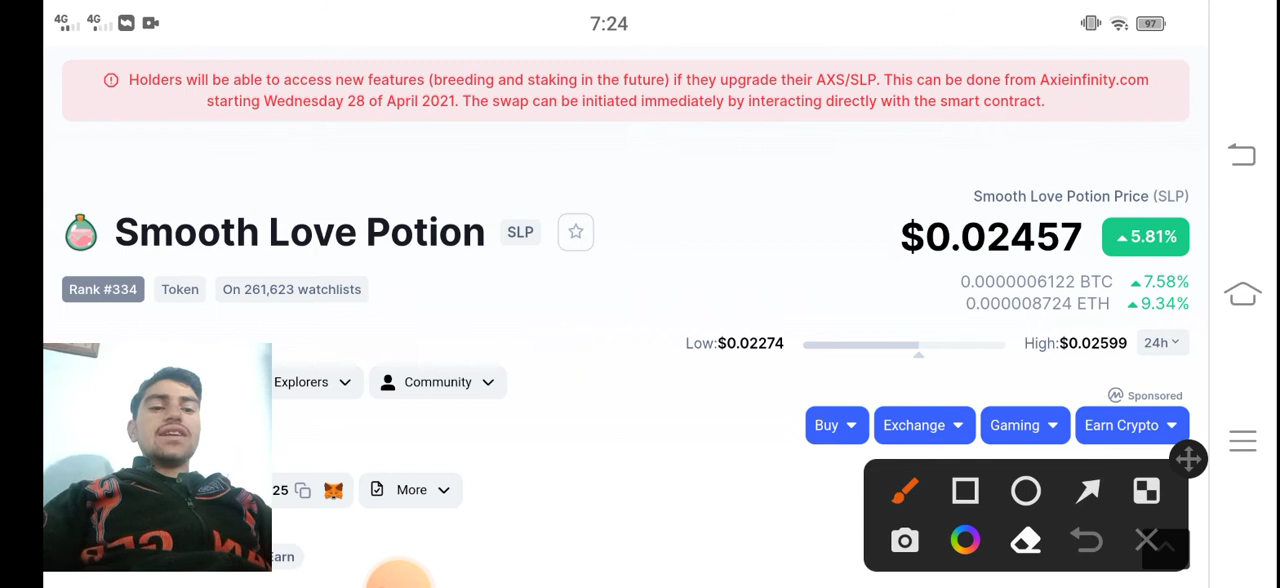 4G 4G 7:24 97
Holders will be able to access new features (breeding and staking in the future) if they upgrade their AXS/SLP. This can be done from Axieinfinity.com
starting Wednesday 28 of April 2021. The swap can be initiated immediately by interacting directly with the smart contract.
Smooth Love Potion Price (SLP)
Smooth Love Potion SLP
$0.02457 5.81%
Rank #334 Token On 261,623 watchlists
0.0000006122 BTC 7.58%
0.000008724 ETH 9.34%
Low:$0.02274 High:$0.02599 24h
Explorers Community
Sponsored
Buy Exchange Gaming Earn Crypto
25 More
Earn